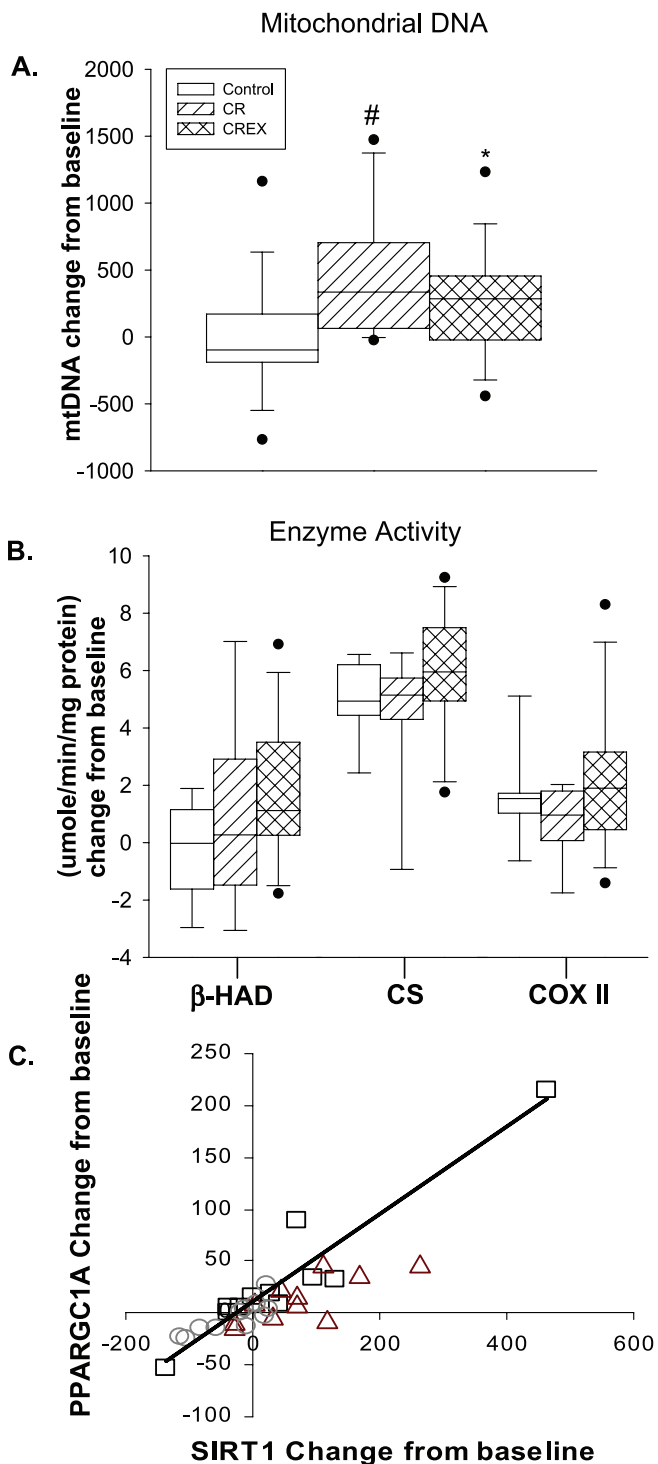 Mitochondrial DNA
A.
mtDNA change from baseline
2000
1500
1000
500
0
-500
-1000
Control
CR
CREX
#
*
Enzyme Activity
B.
(umole/min/mg protein)
change from baseline
10
8
6
4
2
0
-2
-4
β-HAD CS COX II
C.
PPARGC1A Change from baseline
250
200
150
100
50
0
-50
-100
-200 0 200 400 600
SIRT1 Change from baseline